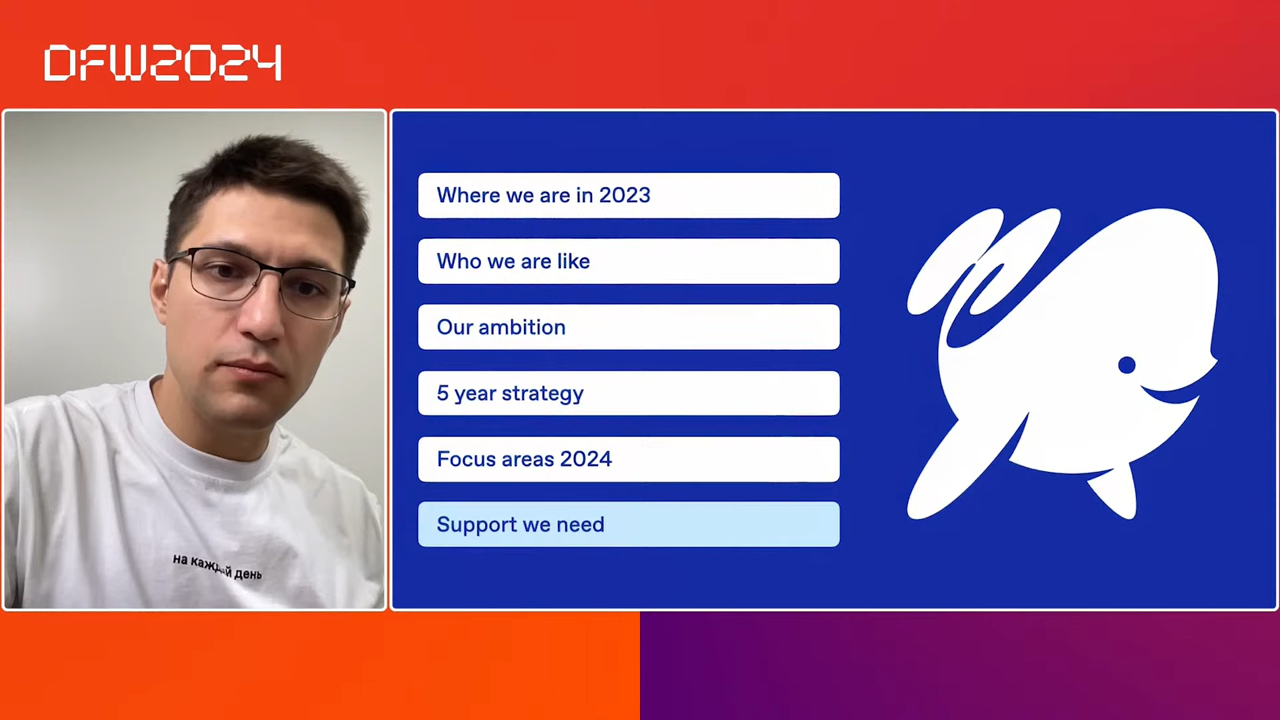 DFW2024
Where we are in 2023
Who we are like
Our ambition
5 year strategy
Focus areas 2024
Support we need
на каждый день